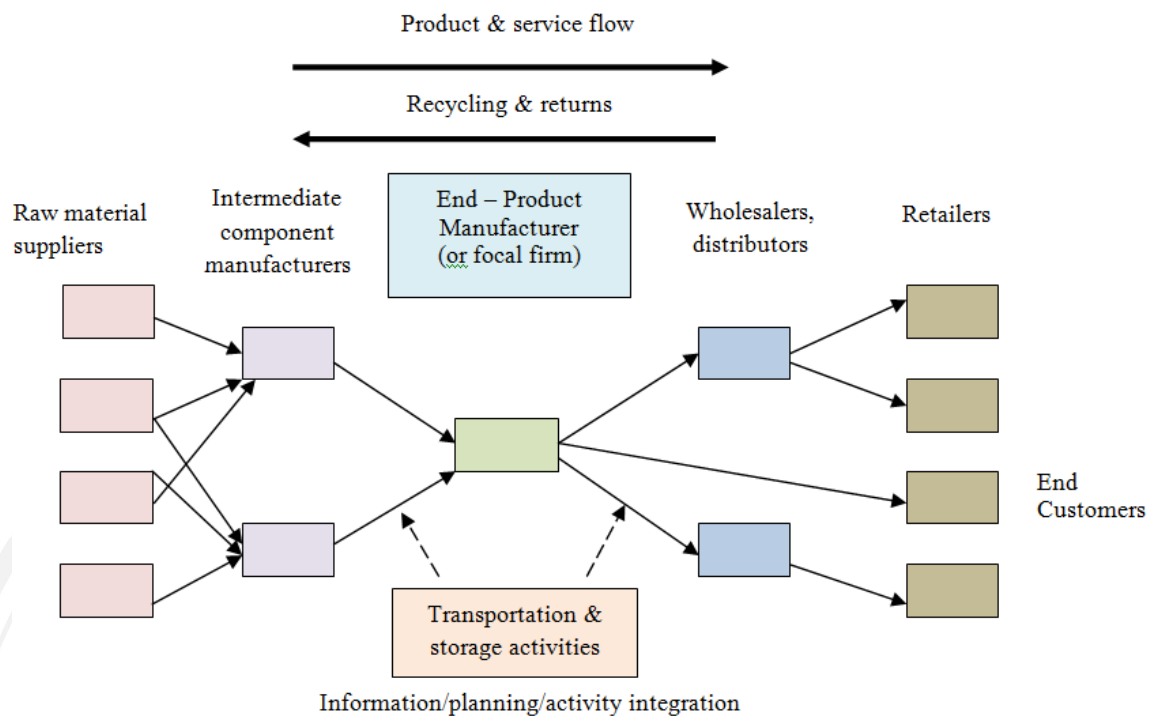 Product & service flow
Recycling & returns
Raw material
suppliers
Intermediate
component
manufacturers
End – Product
Manufacturer
(or focal firm)
Wholesalers,
distributors
Retailers
End
Customers
Transportation &
storage activities
Information/planning/activity integration